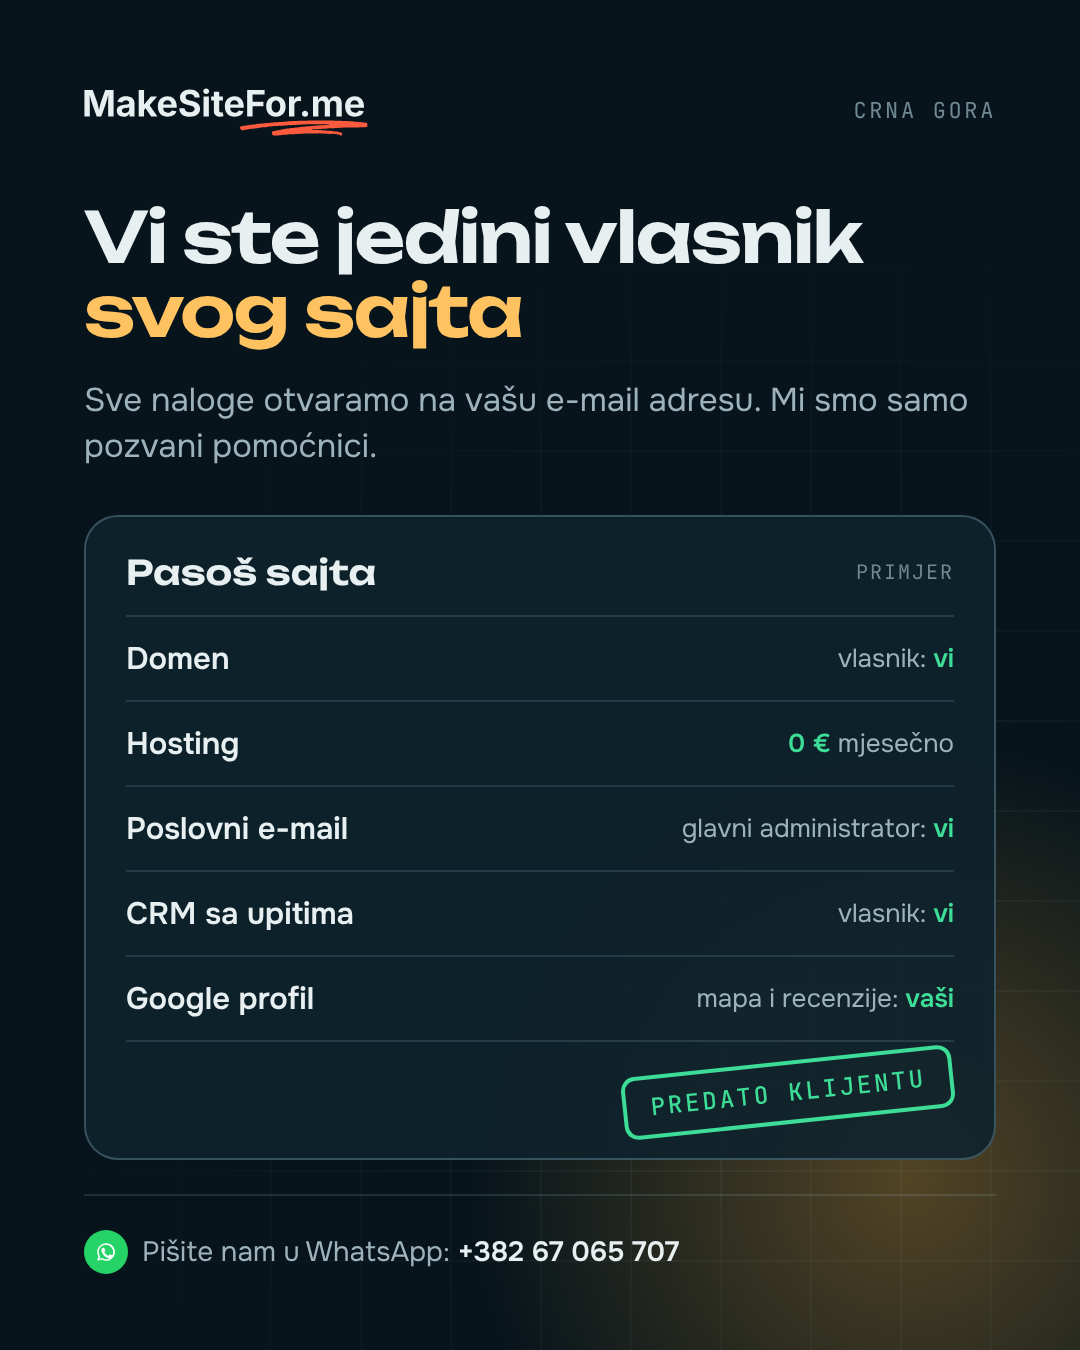 MakeSiteFor.me
CRNA GORA
Vi ste jedini vlasnik
svog sajta
Sve naloge otvaramo na vašu e-mail adresu. Mi smo samo
pozvani pomoćnici.
Pasoš sajta
PRIMJER
Domen
vlasnik: vi
Hosting
0 € mjesečno
Poslovni e-mail
glavni administrator: vi
CRM sa upitima
vlasnik: vi
Google profil
mapa i recenzije: vaši
PREDATO KLIJENTU
Pišite nam u WhatsApp: +382 67 065 707